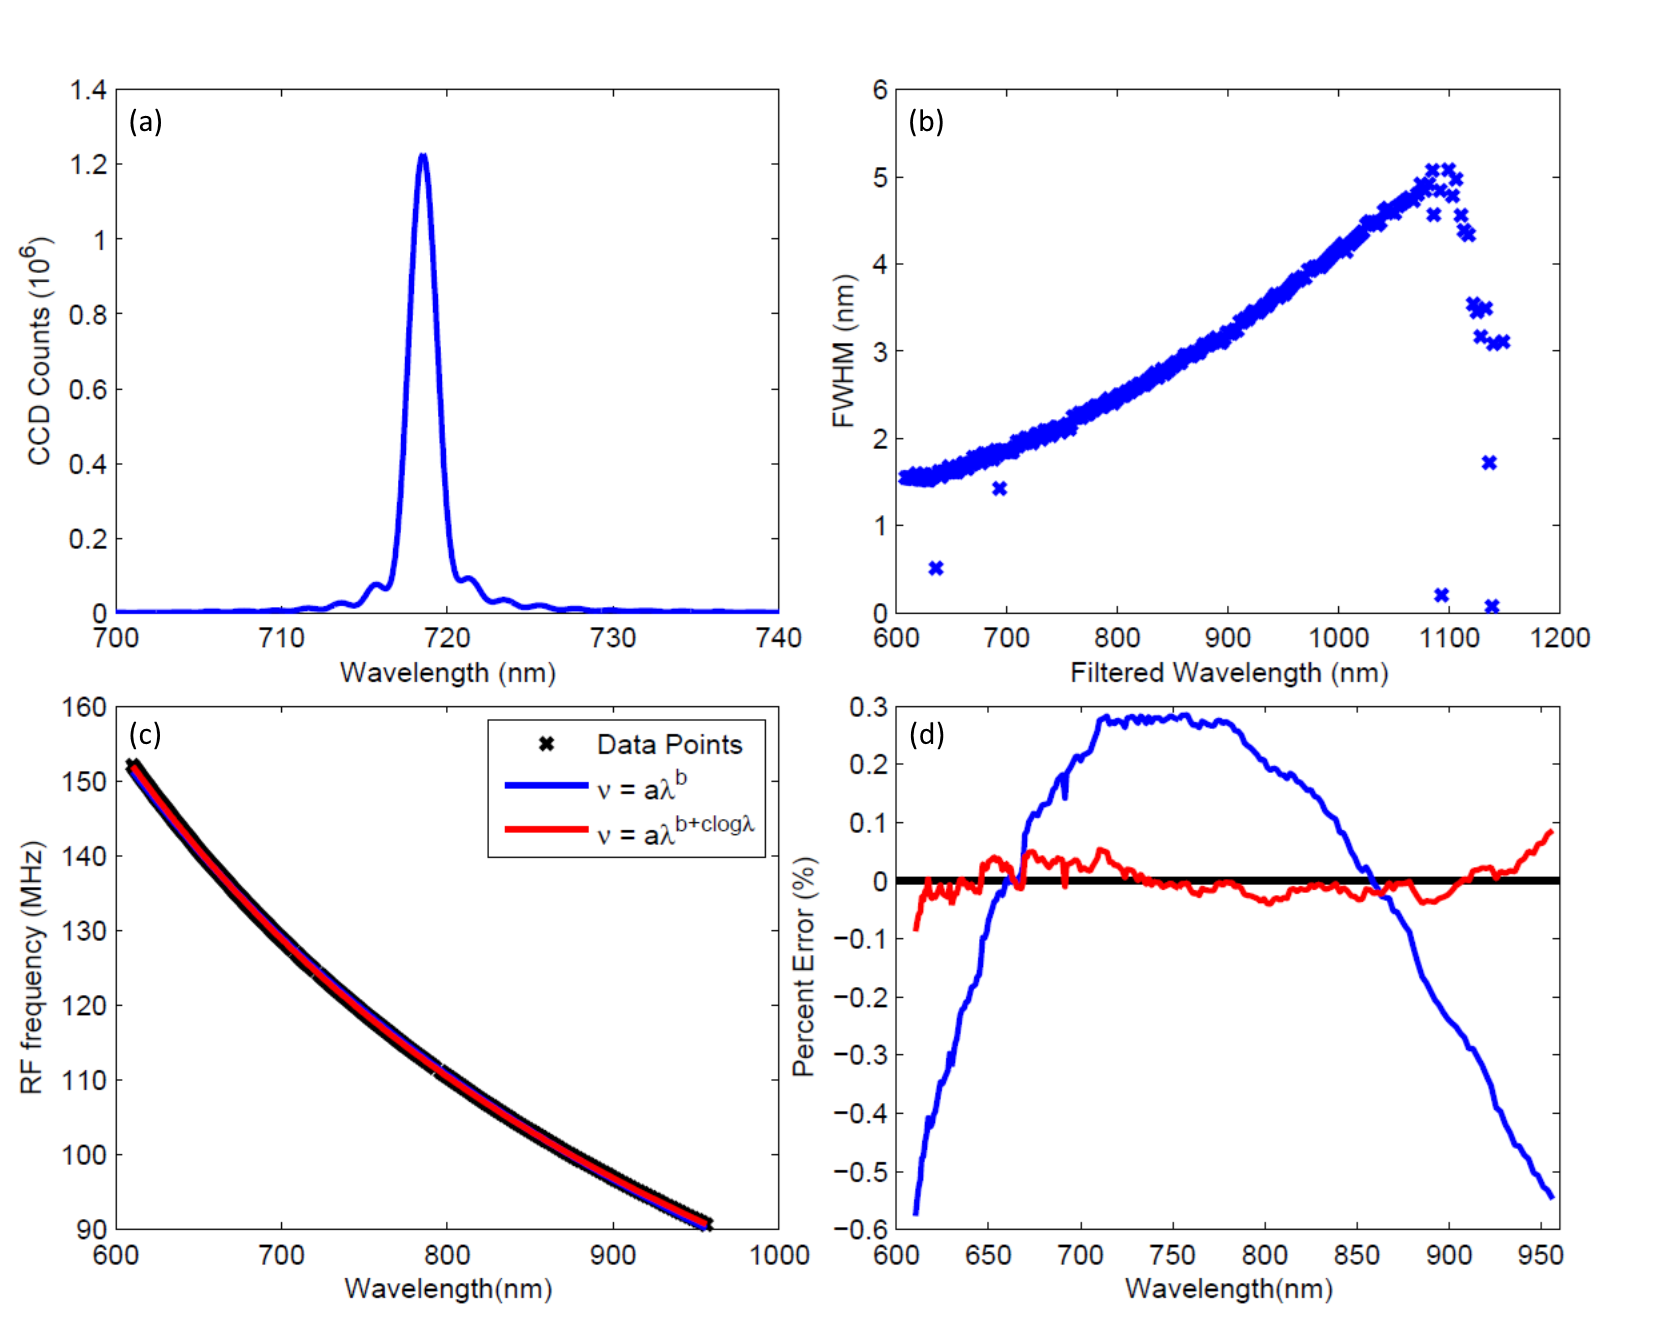 (a)
1.4
1.2
1
0.8
0.6
0.4
0.2
0
CCD Counts (10⁶)
700 710 720 730 740
Wavelength (nm)
(b)
6
5
4
3
2
1
0
FWHM (nm)
600 700 800 900 1000 1100 1200
Filtered Wavelength (nm)
(c)
160
150
140
130
120
110
100
90
RF frequency (MHz)
Data Points
ν = aλᵇ
ν = aλ^b+clogλ
600 700 800 900 1000
Wavelength(nm)
(d)
0.3
0.2
0.1
0
−0.1
−0.2
−0.3
−0.4
−0.5
−0.6
Percent Error (%)
600 650 700 750 800 850 900 950
Wavelength(nm)